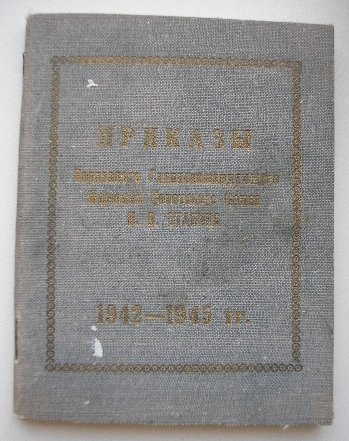 ПРИКАЗЫ
Верховного Главнокомандующего
Маршала Советского Союза
И. В. СТАЛИНА
1942—1945 гг.